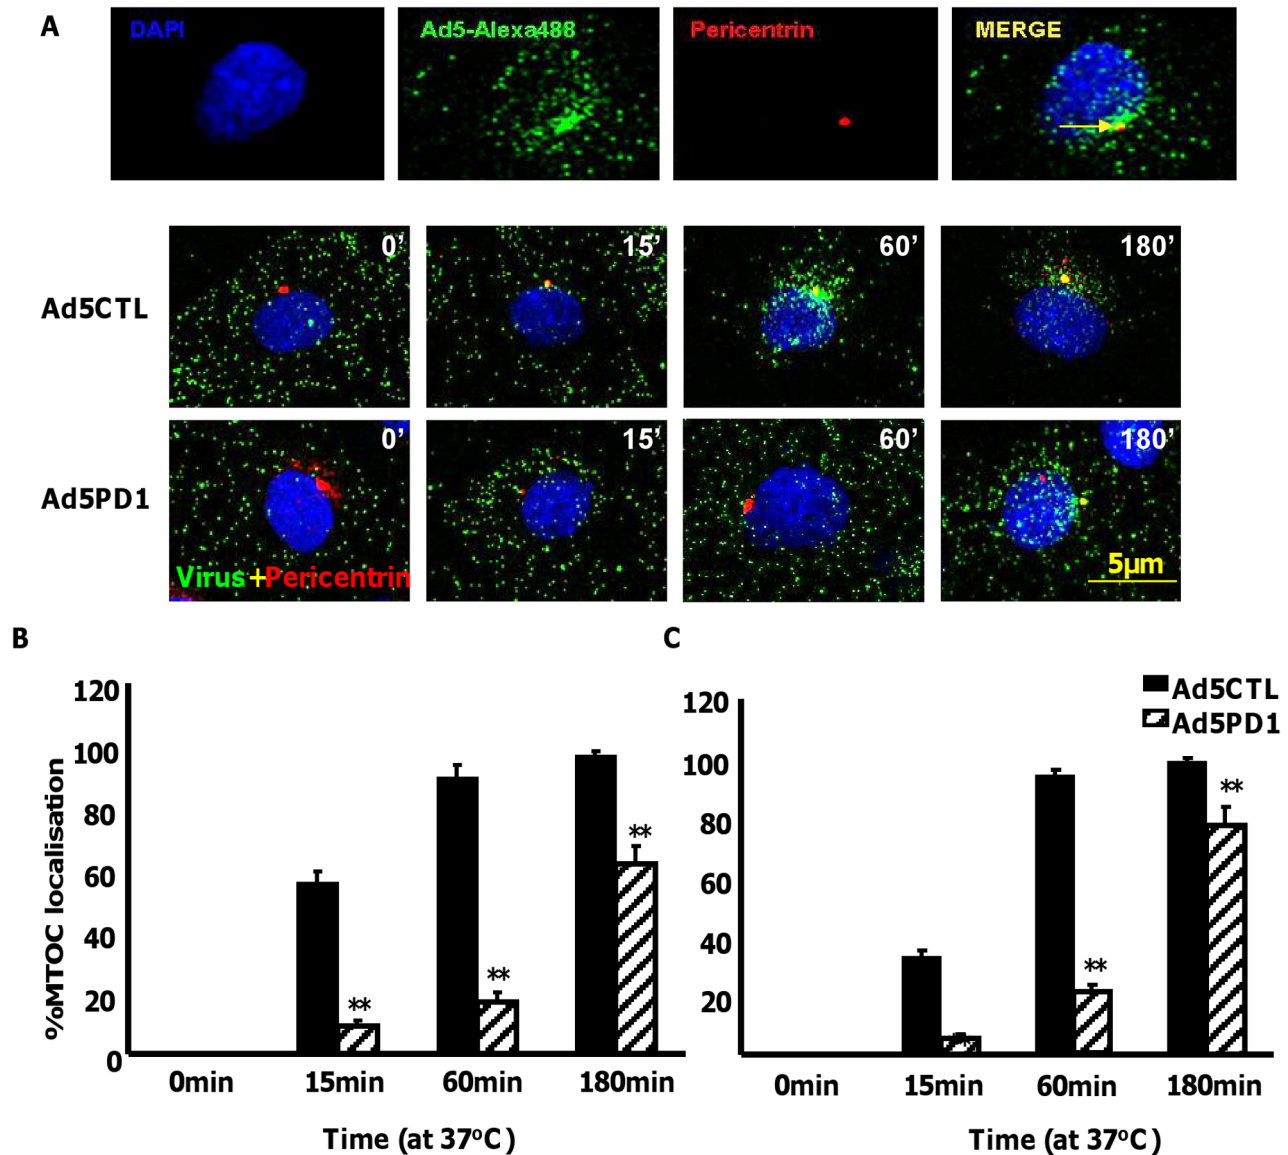 A
DAPI
Ad5-Alexa488
Pericentrin
MERGE
Ad5CTL
0’
15’
60’
180’
Ad5PD1
0’
15’
60’
180’
Virus+Pericentrin
5µm
B
%MTOC localisation
120
100
80
60
40
20
0
**
**
**
0min
15min
60min
180min
Time (at 37ºC)
C
Ad5CTL
Ad5PD1
120
100
80
60
40
20
**
**
0min
15min
60min
180min
Time (at 37ºC)